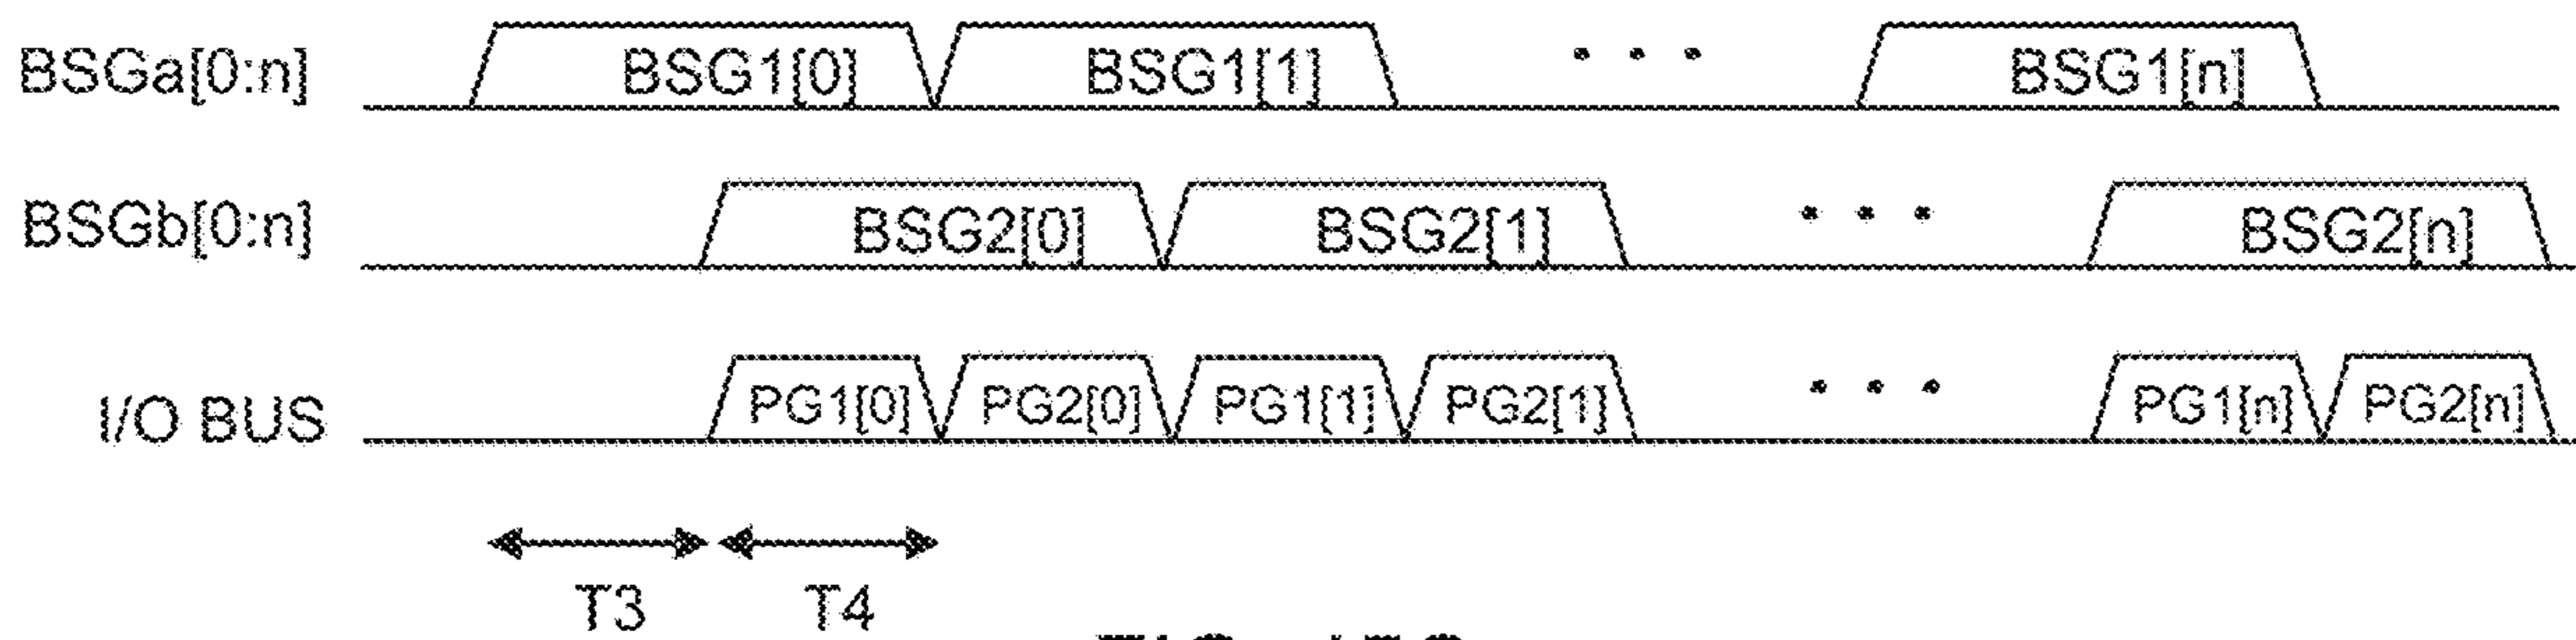 BSGa[0:n] BSG1[0] BSG1[1] • • • BSG1[n]
BSGb[0:n] BSG2[0] BSG2[1] • • • BSG2[n]
I/O BUS PG1[0] PG2[0] PG1[1] PG2[1] • • • PG1[n] PG2[n]
T3 T4